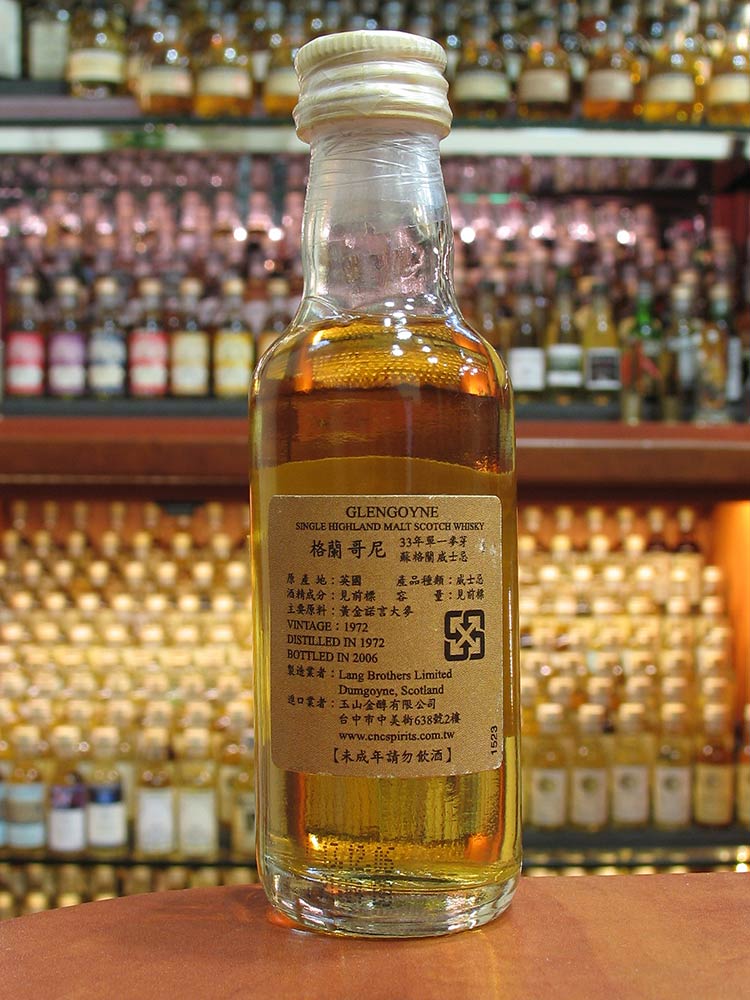 GLENGOYNE
SINGLE HIGHLAND MALT SCOTCH WHISKY
格蘭哥尼 33年單一麥芽
蘇格蘭威士忌
原產地：英國 產品種類：威士忌
酒精成分：見前標 容量：見前標
主要原料：黃金諾言大麥
VINTAGE：1972
DISTILLED IN 1972
BOTTLED IN 2006
製造業者：Lang Brothers Limited
Dumgoyne, Scotland
進口業者：玉山金醇有限公司
台中市中美街638號2樓
www.cncspirits.com.tw
【未成年請勿飲酒】
1523